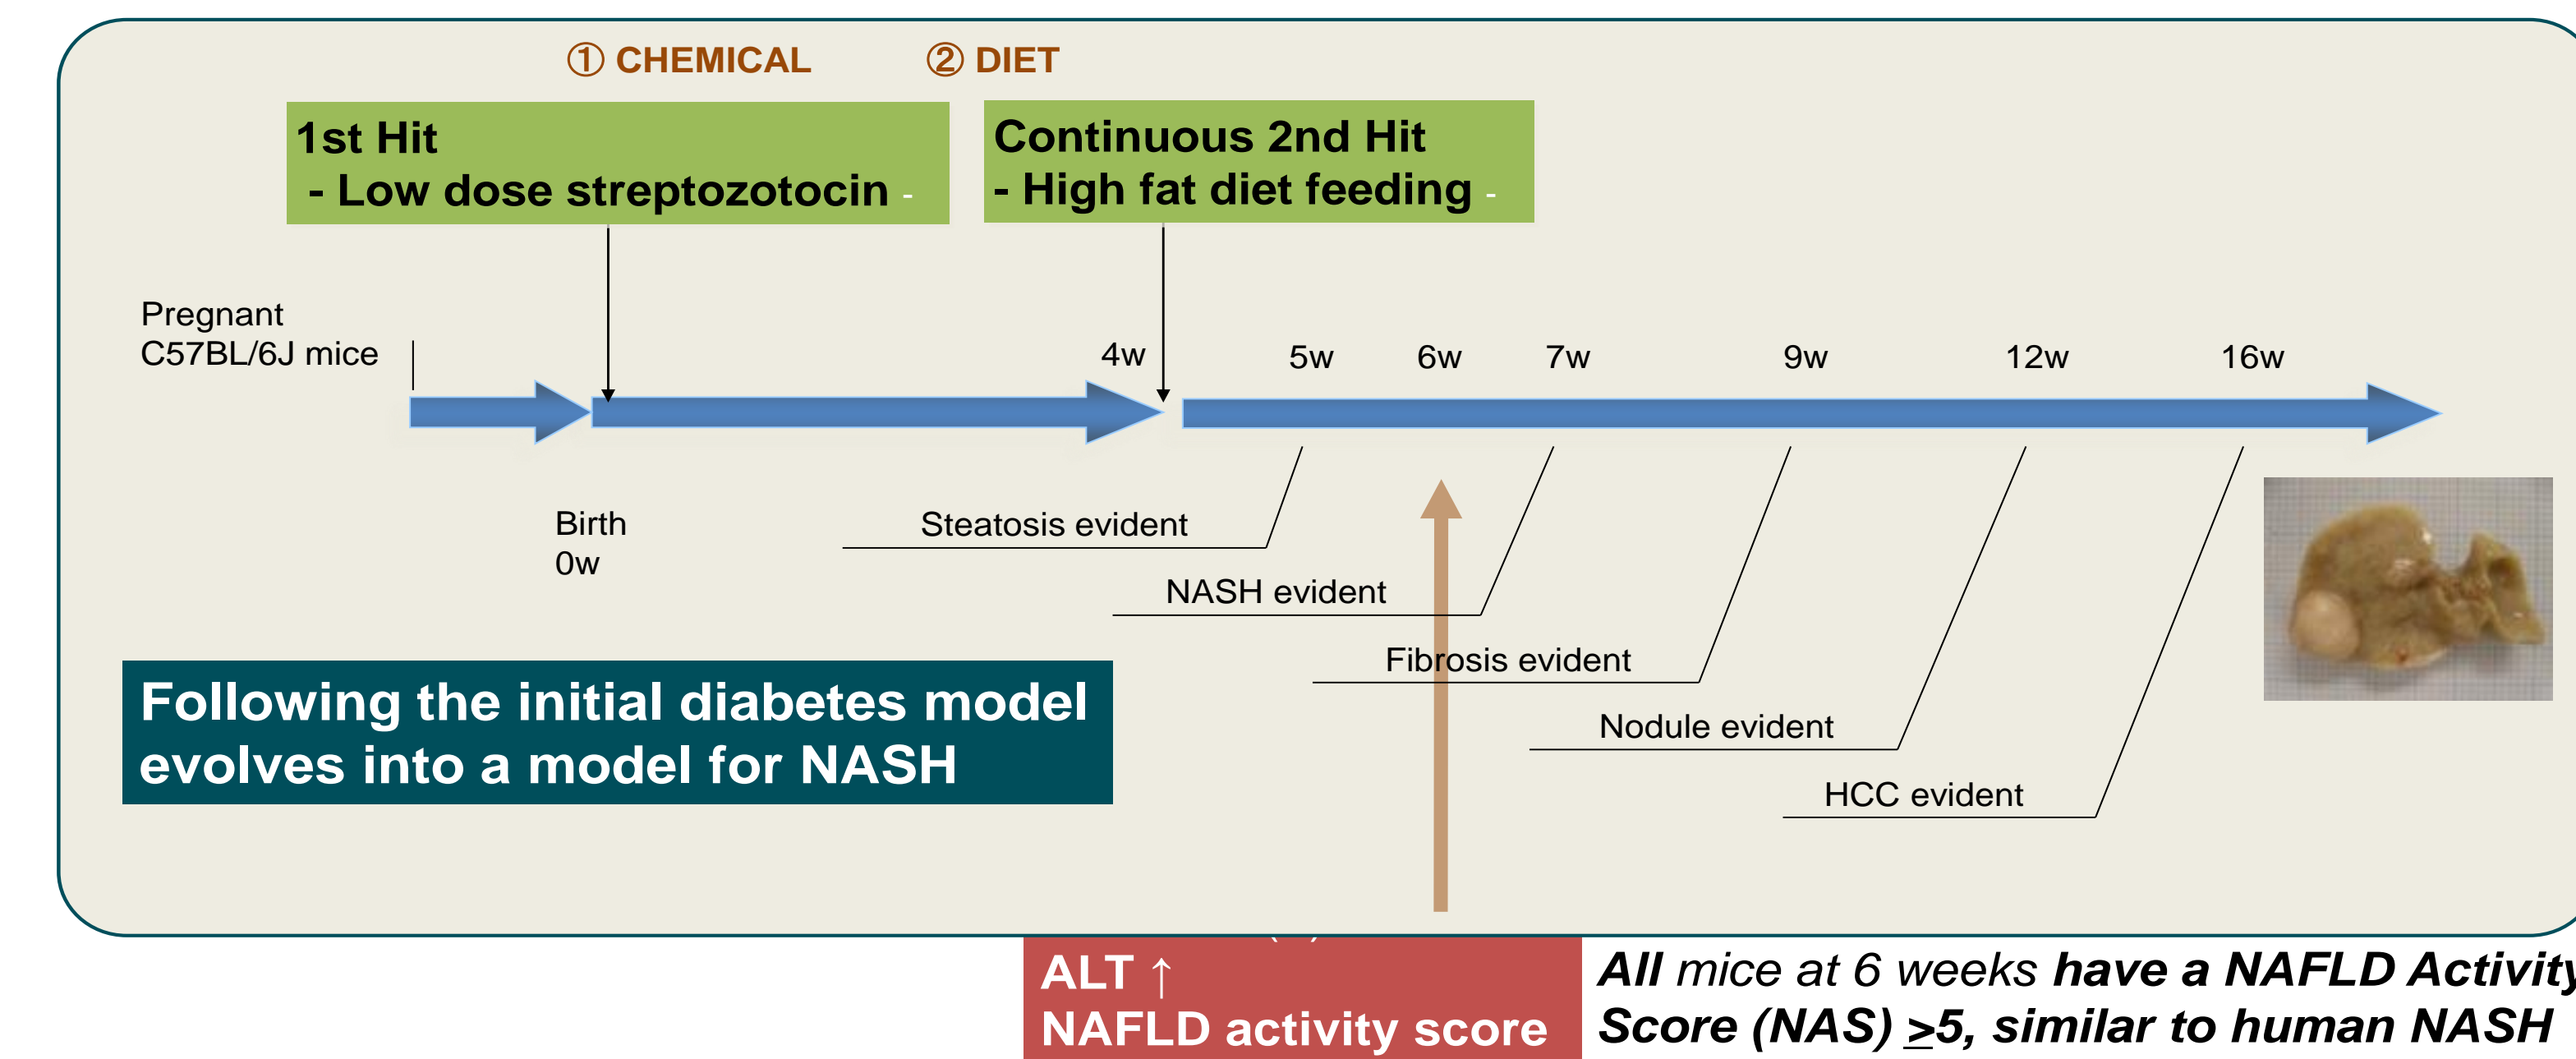 ① CHEMICAL
② DIET
1st Hit
- Low dose streptozotocin -
Continuous 2nd Hit
- High fat diet feeding -
Pregnant
C57BL/6J mice
4w
5w
6w
7w
9w
12w
16w
Birth
0w
Steatosis evident
NASH evident
Fibrosis evident
Nodule evident
HCC evident
Following the initial diabetes model
evolves into a model for NASH
ALT ↑
NAFLD activity score
All mice at 6 weeks have a NAFLD Activity
Score (NAS) ≥5, similar to human NASH